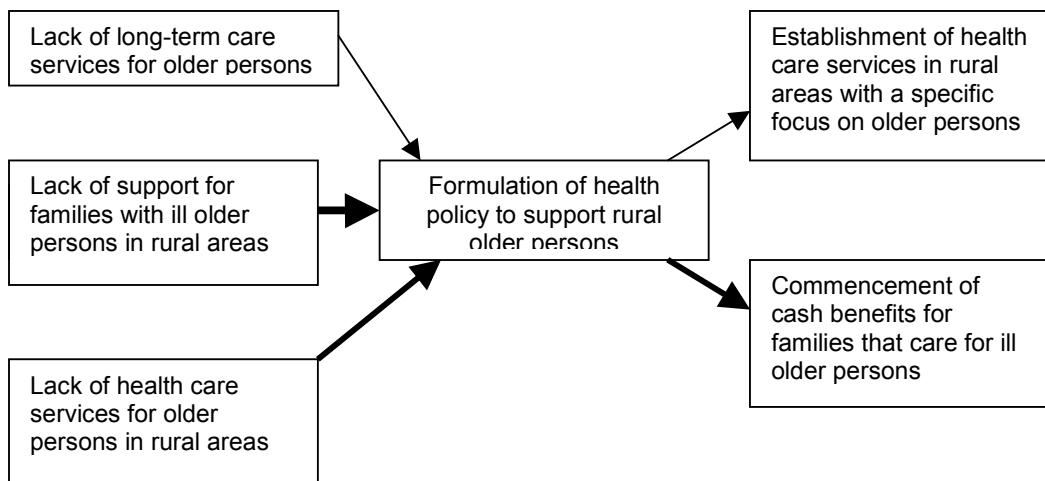 Lack of long-term care
services for older persons
Lack of support for
families with ill older
persons in rural areas
Lack of health care
services for older
persons in rural areas
Formulation of health
policy to support rural
older persons
Establishment of health
care services in rural
areas with a specific
focus on older persons
Commencement of
cash benefits for
families that care for ill
older persons